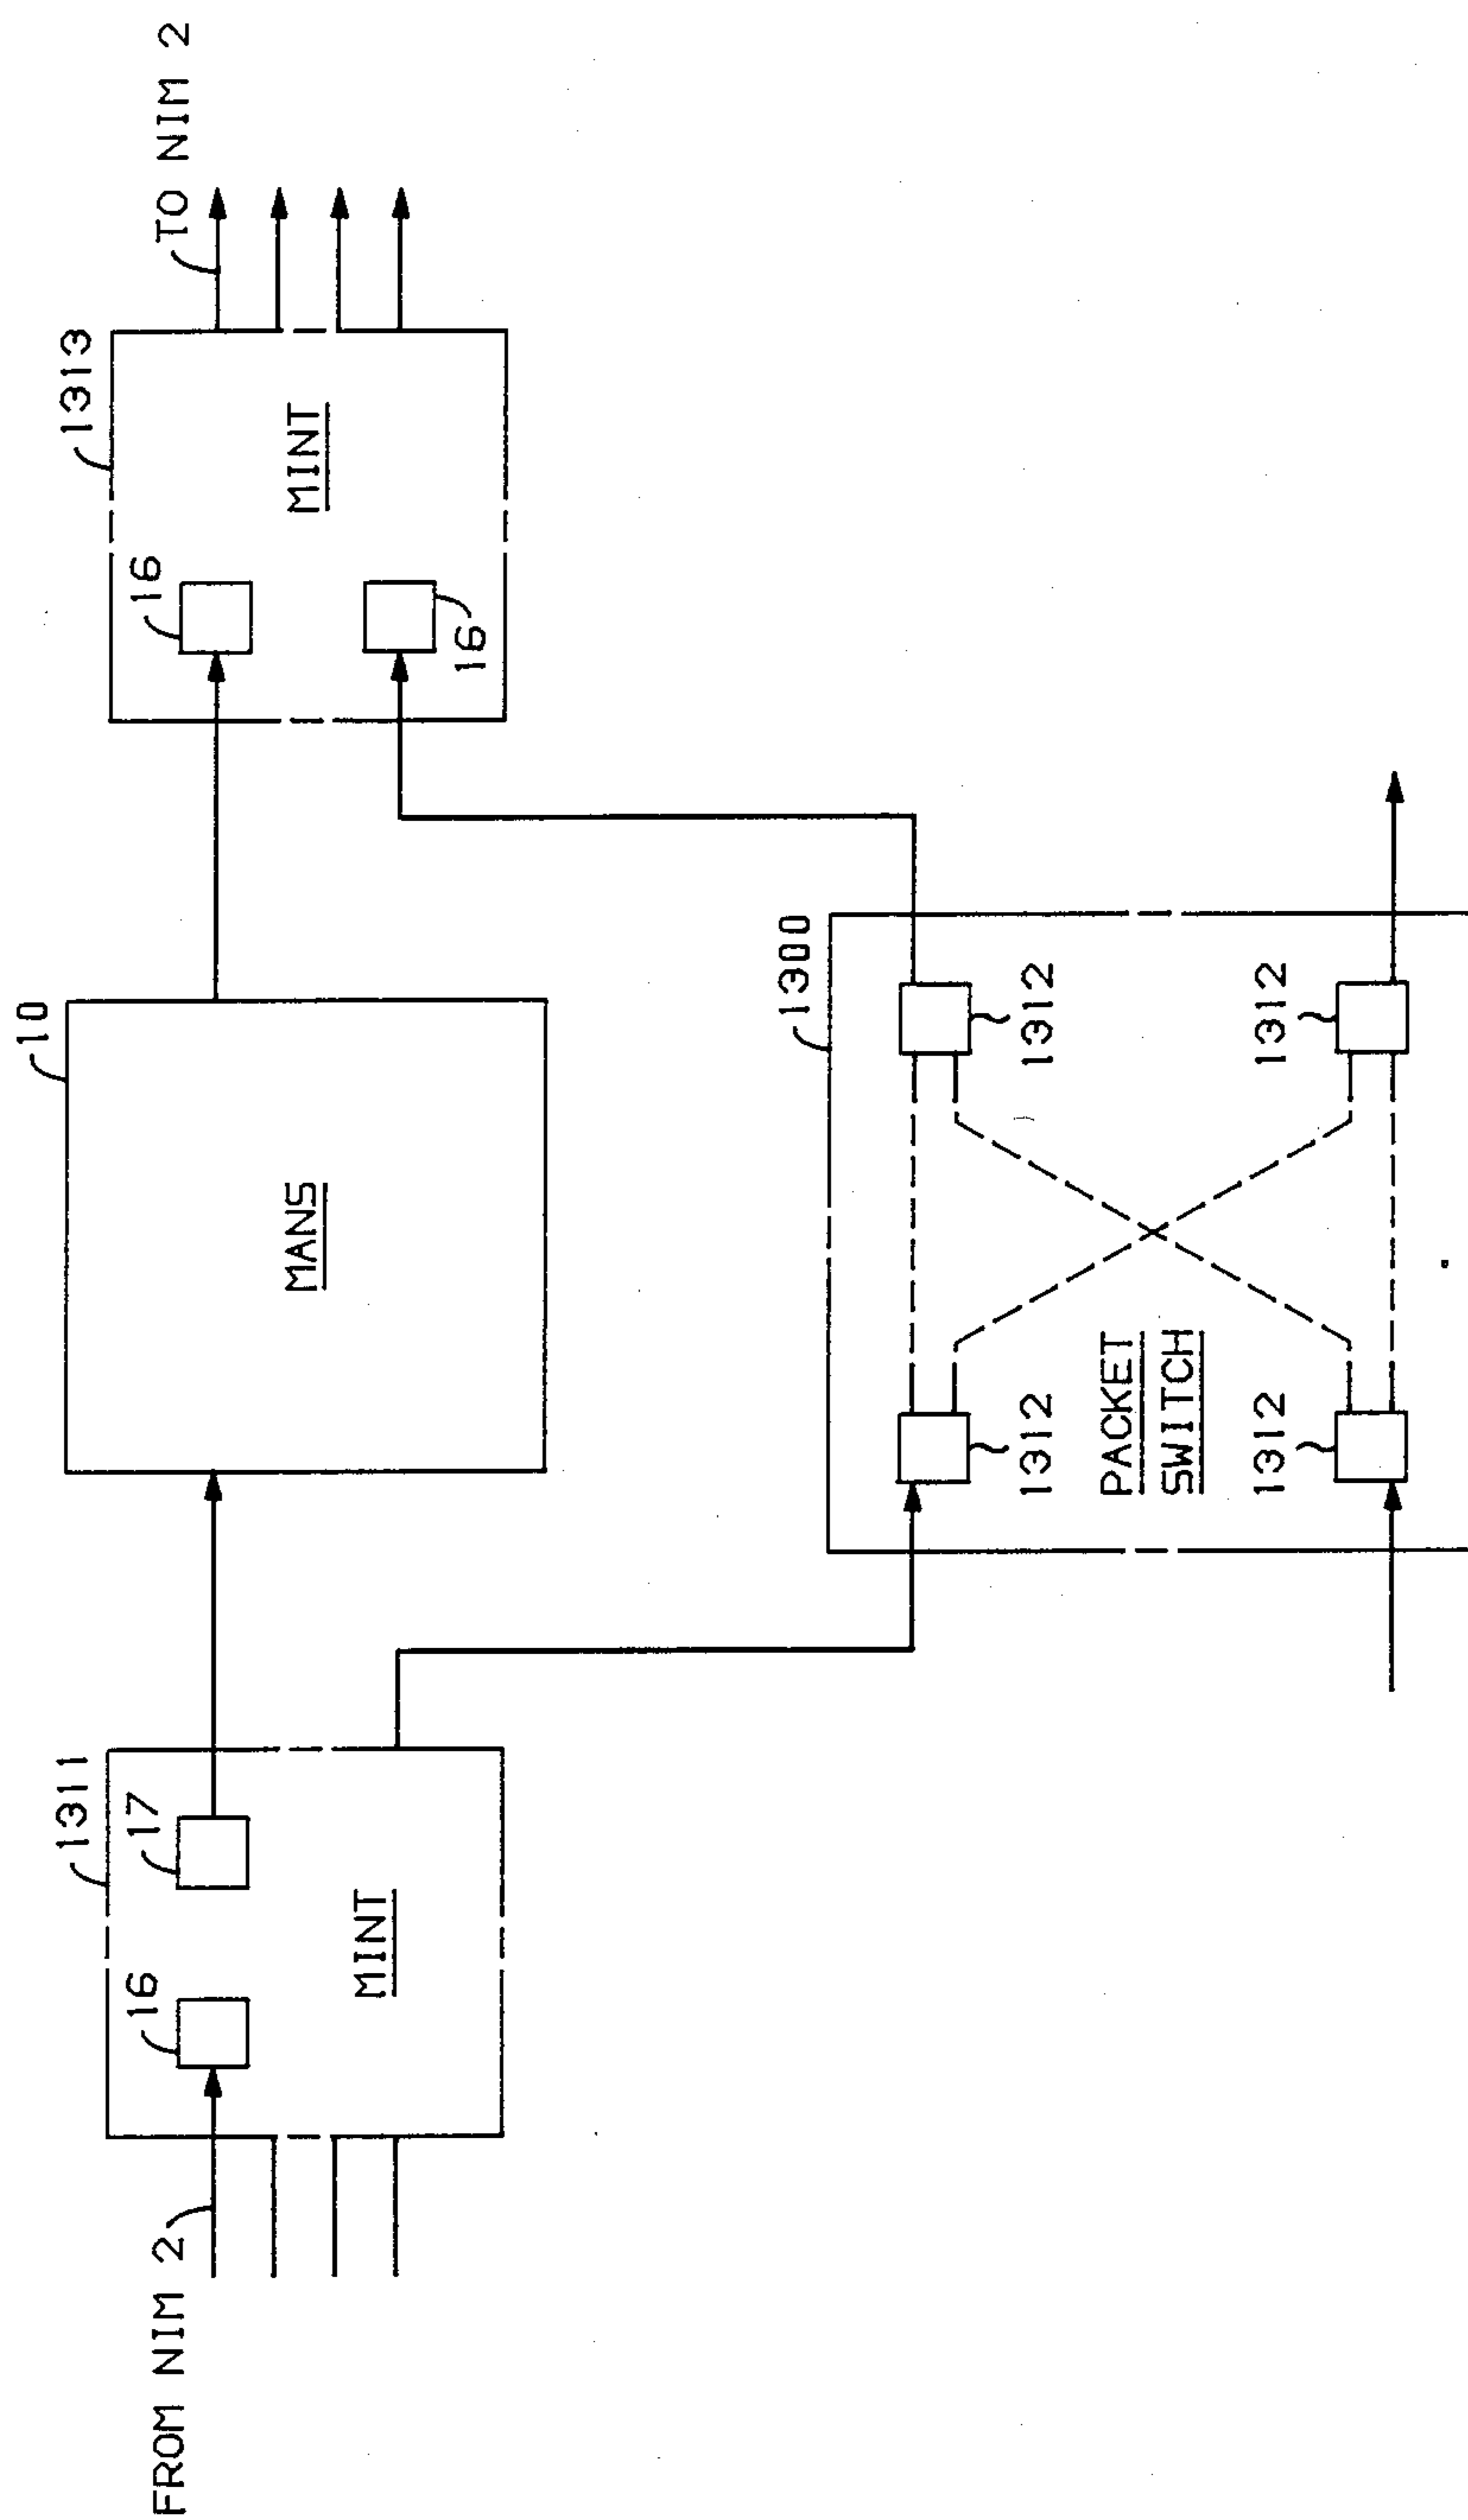 FROM NIM 2
1311
16
17
MINT
10
MANS
1313
16
MINT
16
TO NIM 2
1300
1312
1312
PACKET
SWITCH
1312
1312